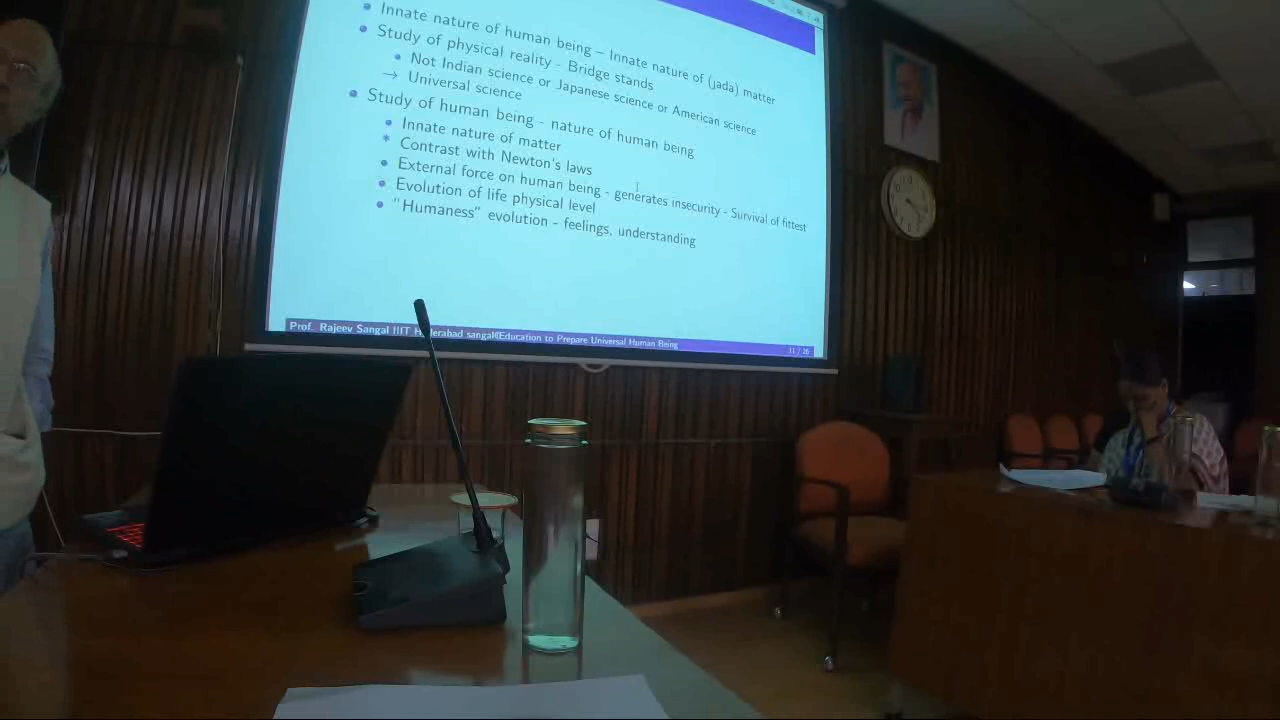 Innate nature of human being – Innate nature of (jada) matter
Study of physical reality - Bridge stands
Not Indian science or Japanese science or American science
→ Universal science
Study of human being - nature of human being
Innate nature of matter
* Contrast with Newton's laws
External force on human being - generates insecurity - Survival of fittest
Evolution of life physical level
"Humaness" evolution - feelings, understanding
Prof. Rajeev Sangal IIIT Hyderabad sangal@Education to Prepare Universal Human Being 11 / 26